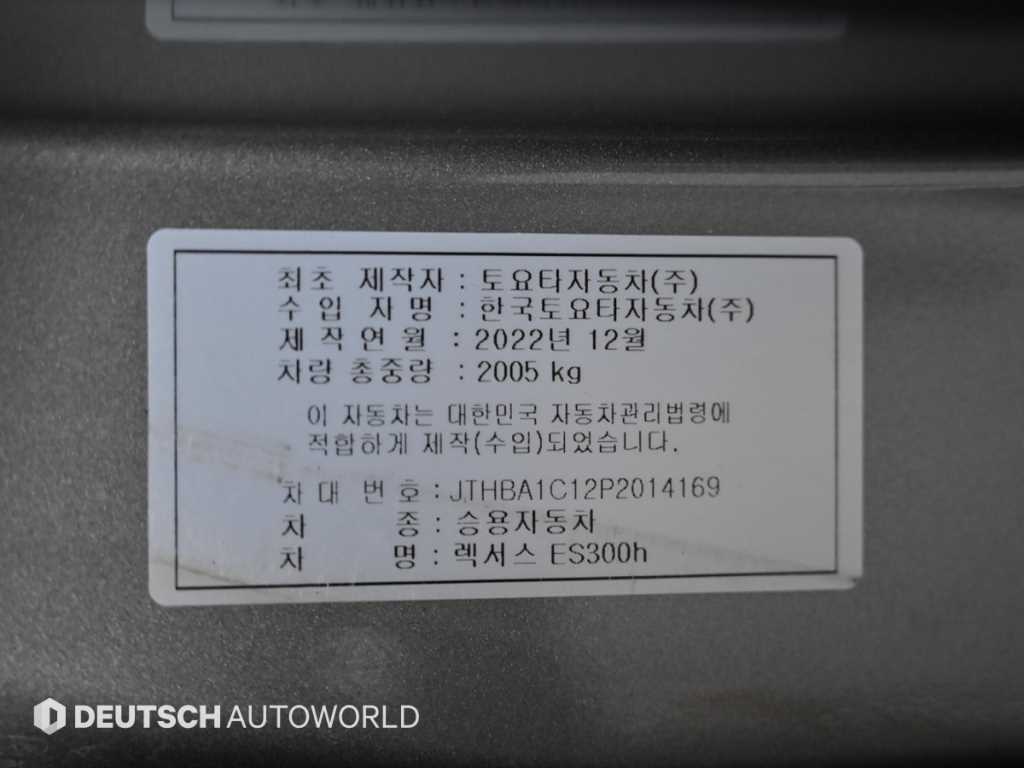 최초 제작자 : 토요타자동차(주)
수입 자명 : 한국토요타자동차(주)
제작연월 : 2022년 12월
차량 총중량 : 2005 kg
이 자동차는 대한민국 자동차관리법령에
적합하게 제작(수입)되었습니다.
차대 번호 : JTHBA1C12P2014169
차 종 : 승용자동차
차 명 : 렉서스 ES300h
DEUTSCH AUTOWORLD